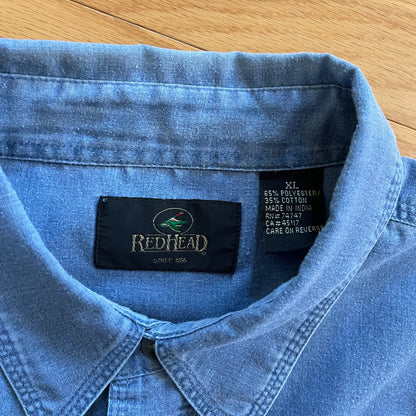 REDHEAD
SINCE 1856
XL
65% POLYESTER/
35% COTTON
MADE IN INDIA
RN# 74747
CA# 45117
CARE ON REVERSE